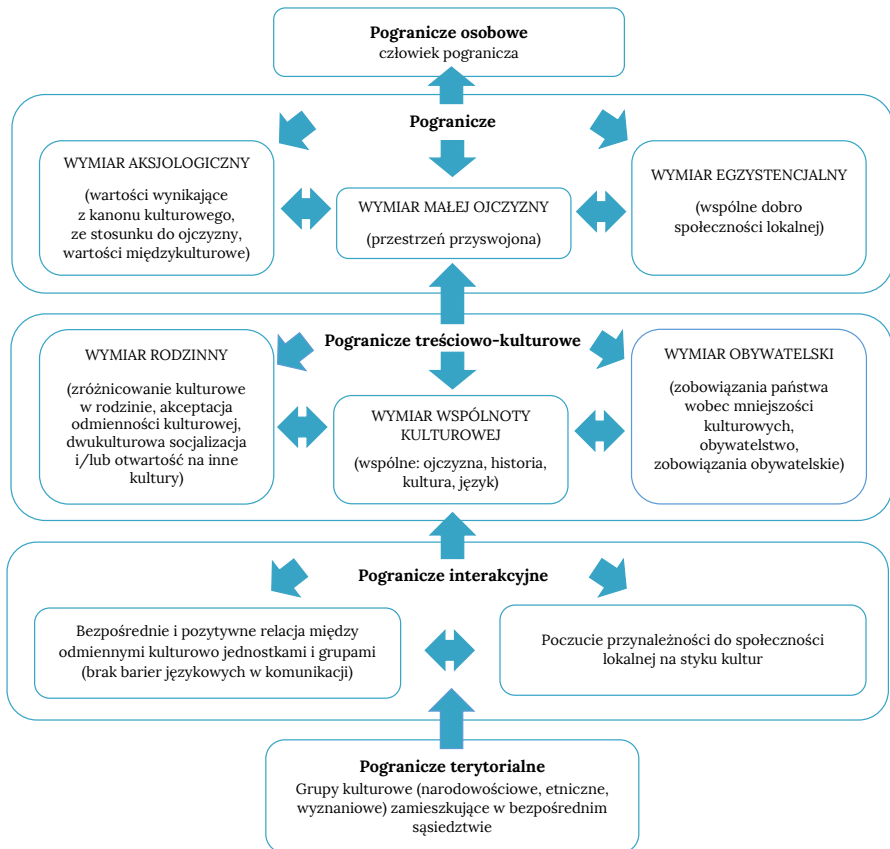 Pogranicze osobowe
człowiek pogranicza
Pogranicze
WYMIAR AKSJOLOGICZNY
(wartości wynikające
z kanonu kulturowego,
ze stosunku do ojczyzny,
wartości międzykulturowe)
WYMIAR MAŁEJ OJCZYZNY
(przestrzeń przyswojona)
WYMIAR EGZYSTENCJALNY
(wspólne dobro
społeczności lokalnej)
Pogranicze treściowo-kulturowe
WYMIAR RODZINNY
(zróżnicowanie kulturowe
w rodzinie, akceptacja
odmienności kulturowej,
dwukulturowa socjalizacja
i/lub otwartość na inne
kultury)
WYMIAR WSPÓLNOTY
KULTUROWEJ
(wspólne: ojczyzna, historia,
kultura, język)
WYMIAR OBYWATELSKI
(zobowiązania państwa
wobec mniejszości
kulturowych,
obywatelstwo,
zobowiązania obywatelskie)
Pogranicze interakcyjne
Bezpośrednie i pozytywne relacja między
odmiennymi kulturowo jednostkami i grupami
(brak barier językowych w komunikacji)
Poczucie przynależności do społeczności
lokalnej na styku kultur
Pogranicze terytorialne
Grupy kulturowe (narodowościowe, etniczne,
wyznaniowe) zamieszkujące w bezpośrednim
sąsiedztwie